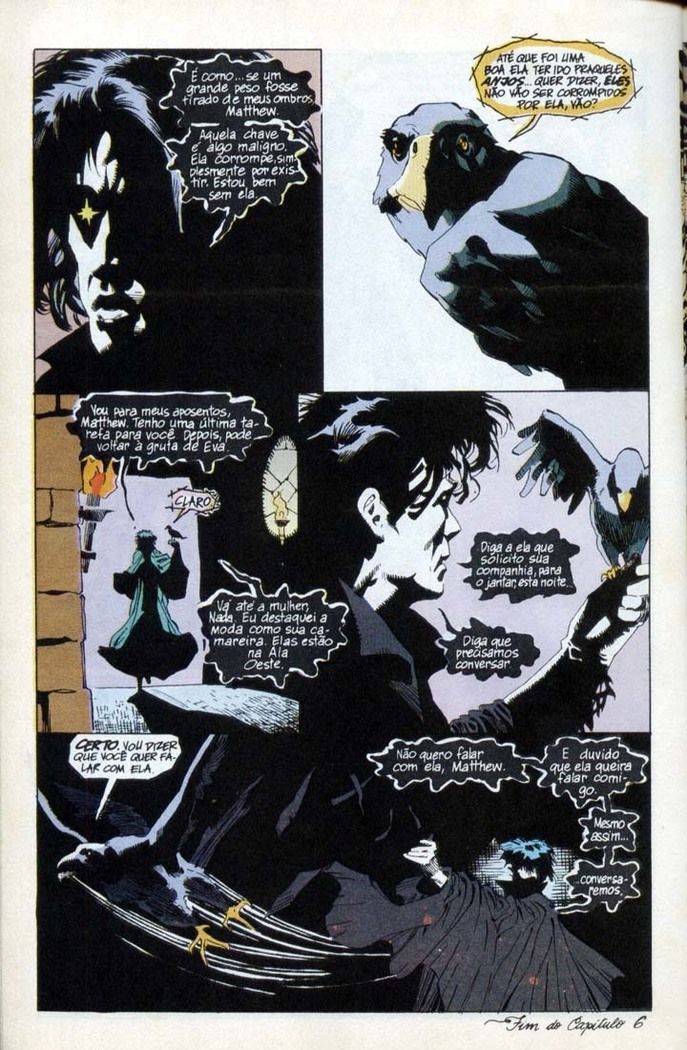 É como... se um
grande peso fosse
tirado de meus ombros,
Matthew.
Aquela chave
é algo maligno.
Ela corrompe, sim-
plesmente por exis-
tir. Estou bem
sem ela.
ATÉ QUE FOI UMA
BOA ELA TER IDO PRAQUELES
ANJOS... QUER DIZER, ELES
NÃO VÃO SER CORROMPIDOS
POR ELA, VÃO?
Vou para meus aposentos,
Matthew. Tenho uma última ta-
refa para você. Depois, pode
voltar à gruta de Eva.
CLARO.
Vá até a mulher,
Nada. Eu destaquei a
Moda como sua ca-
mareira. Elas estão
na Ala
Oeste.
Diga a ela que
solicito sua
companhia, para
o jantar, esta noite.
Diga que
precisamos
conversar.
CERTO. VOU DIZER
QUE VOCÊ QUER FA-
LAR COM ELA.
Não quero falar
com ela, Matthew.
E duvido
que ela queira
falar comi-
go.
Mesmo
assim...
...conversa-
remos.
~Fim do Capítulo 6